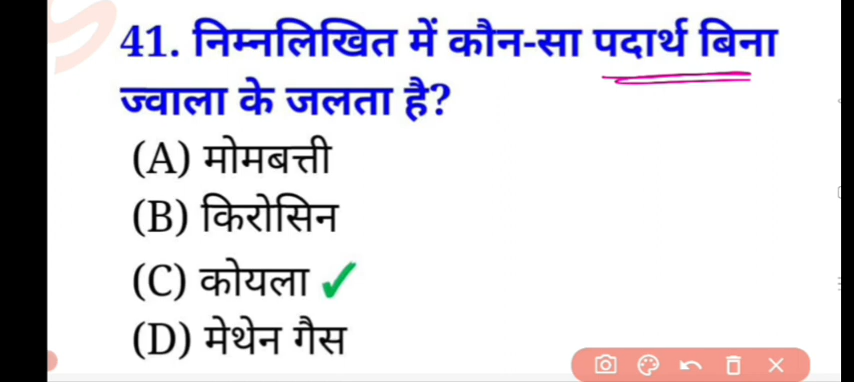 41. निम्नलिखित में कौन-सा पदार्थ बिना
ज्वाला के जलता है?
(A) मोमबत्ती
(B) किरोसिन
(C) कोयला
(D) मेथेन गैस